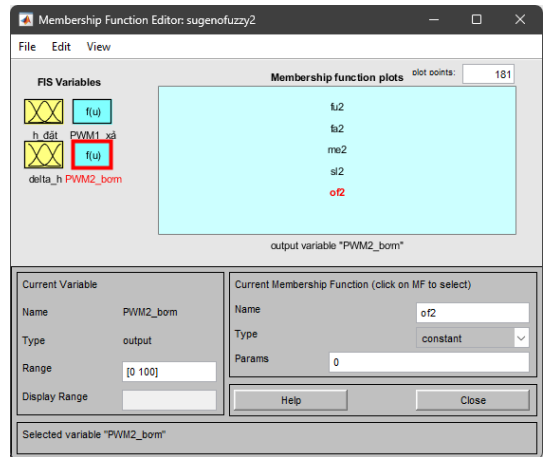 Membership Function Editor: sugenofuzzy2
File Edit View
FIS Variables
Membership function plots
plot points:
181
f(u)
h_đặt
PWM1_xả
f(u)
delta_h
PWM2_bơm
fu2
fa2
me2
sl2
of2
output variable "PWM2_bơm"
Current Variable
Name
PWM2_bơm
Type
output
Range
[0 100]
Display Range
Current Membership Function (click on MF to select)
Name
of2
Type
constant
Params
0
Help
Close
Selected variable "PWM2_bơm"